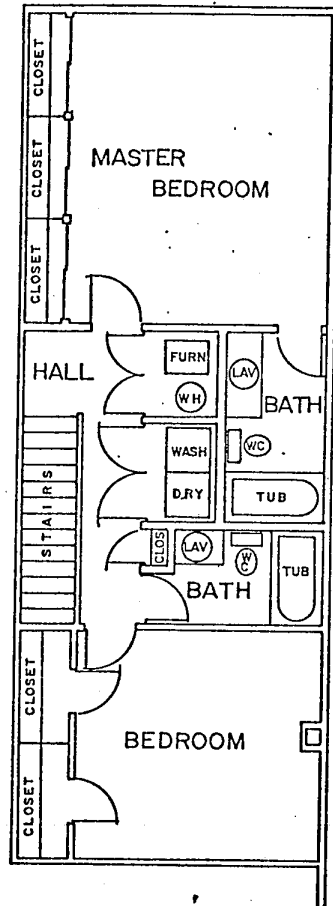 CLOSET
CLOSET
CLOSET
MASTER
BEDROOM
HALL
FURN
WH
LAV
BATH
WC
WASH
DRY
TUB
STAIRS
CLOS
LAV
WC
TUB
BATH
CLOSET
CLOSET
BEDROOM